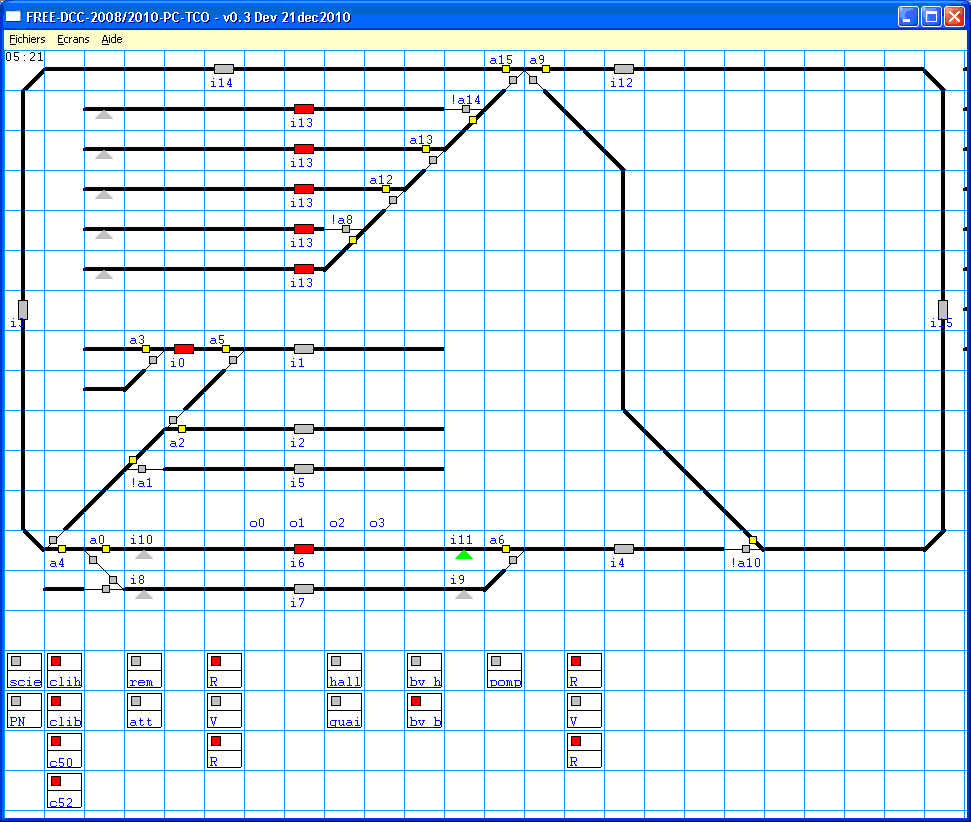 FREE-DCC-2008/2010-PC-TCO - v0.3 Dev 21dec2010
Fichiers Ecrans Aide
05:21
a15 a9
i14 i12
!a14
i13
a13
i13
a12
i13
!a8
i13
i13
i15
a3 a5
i0 i1
a2 i2
!a1 i5
o0 o1 o2 o3
a0 i10 i11 a6
a4 i6 i4 !a10
i8 i9
i7
scie clih rem R hall bv h pomp R
PN clib att V quai bv b V
c50 R R
c52